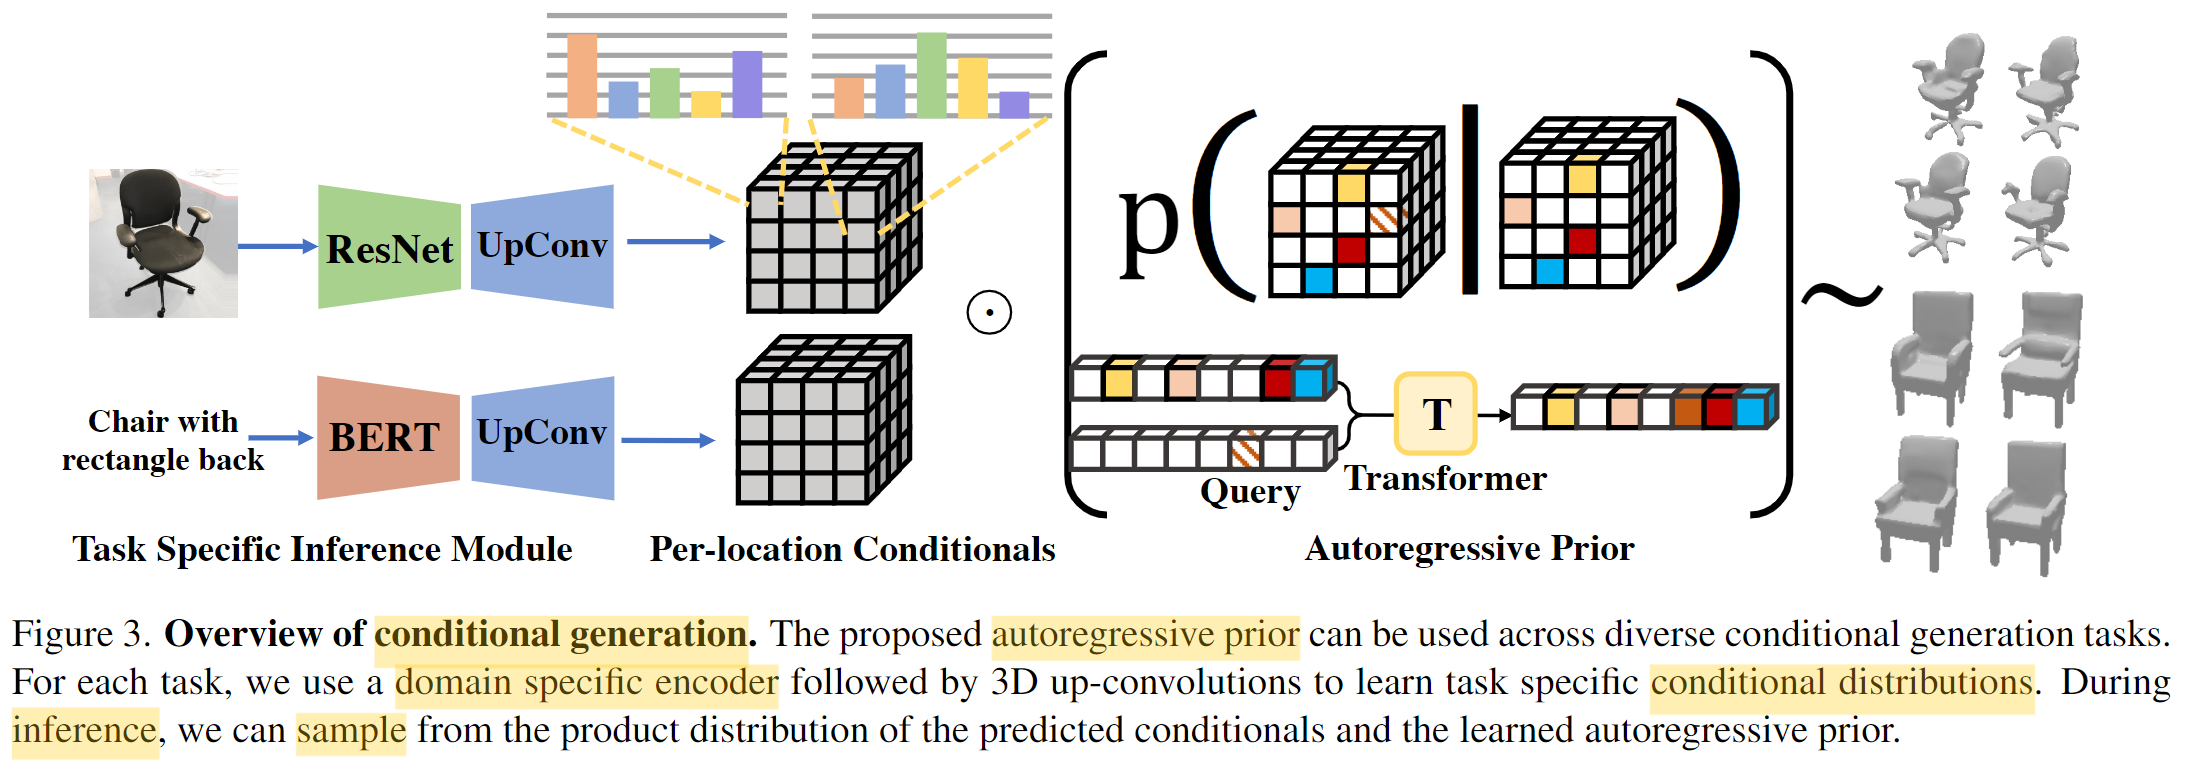 p
ResNet
UpConv
Chair with
rectangle back
BERT
UpConv
T
Query
Transformer
Task Specific Inference Module
Per-location Conditionals
Autoregressive Prior
Figure 3. Overview of conditional generation. The proposed autoregressive prior can be used across diverse conditional generation tasks.
For each task, we use a domain specific encoder followed by 3D up-convolutions to learn task specific conditional distributions. During
inference, we can sample from the product distribution of the predicted conditionals and the learned autoregressive prior.